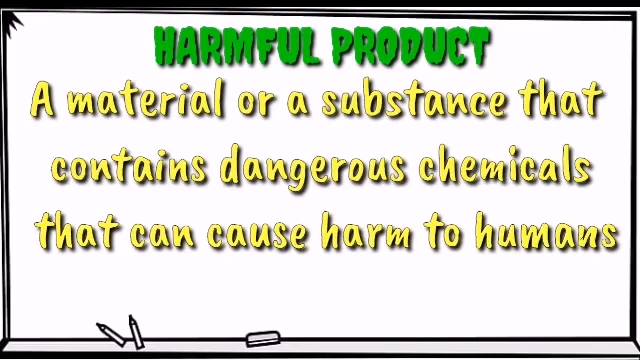 HARMFUL PRODUCT
A material or a substance that
contains dangerous chemicals
that can cause harm to humans